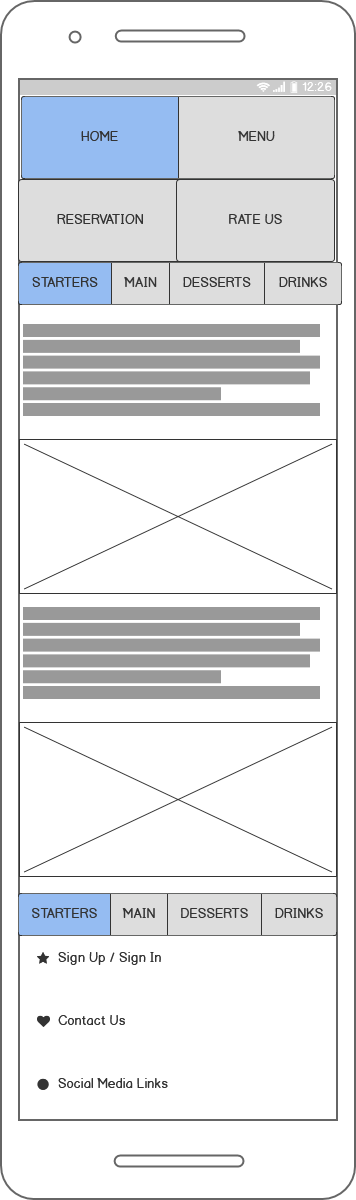 12:26
HOME MENU
RESERVATION RATE US
STARTERS MAIN DESSERTS DRINKS
STARTERS MAIN DESSERTS DRINKS
Sign Up / Sign In
Contact Us
Social Media Links